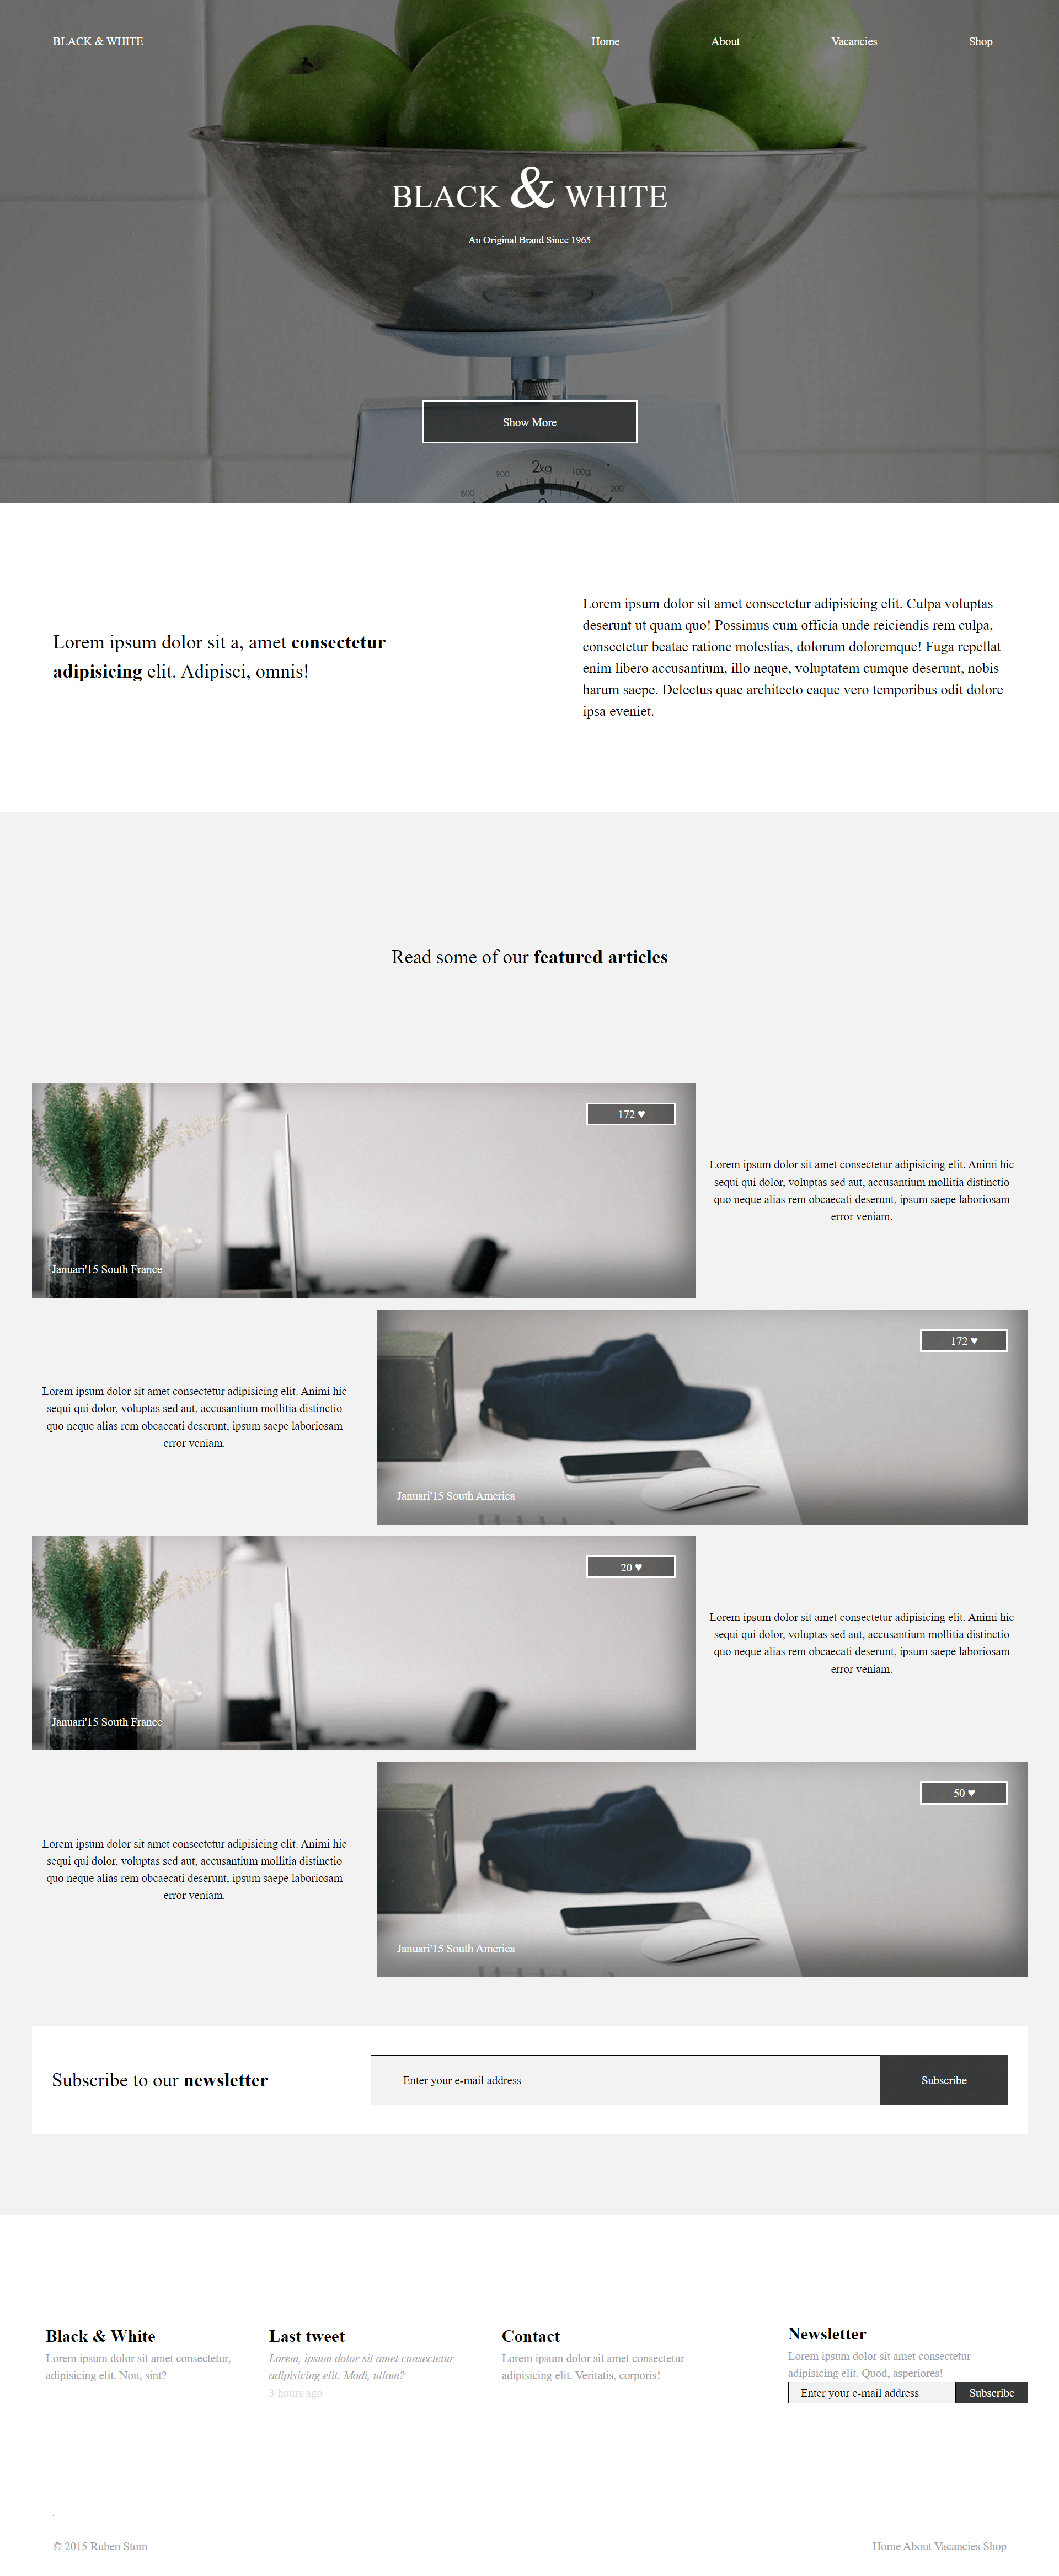 BLACK & WHITE
Home About Vacancies Shop
BLACK & WHITE
An Original Brand Since 1965
Show More
900 2kg 100g
800 200
0
Lorem ipsum dolor sit a, amet consectetur
adipisicing elit. Adipisci, omnis!
Lorem ipsum dolor sit amet consectetur adipisicing elit. Culpa voluptas
deserunt ut quam quo! Possimus cum officia unde reiciendis rem culpa,
consectetur beatae ratione molestias, dolorum doloremque! Fuga repellat
enim libero accusantium, illo neque, voluptatem cumque deserunt, nobis
harum saepe. Delectus quae architecto eaque vero temporibus odit dolore
ipsa eveniet.
Read some of our featured articles
172 ♥
Januari'15 South France
Lorem ipsum dolor sit amet consectetur adipisicing elit. Animi hic
sequi qui dolor, voluptas sed aut, accusantium mollitia distinctio
quo neque alias rem obcaecati deserunt, ipsum saepe laboriosam
error veniam.
Lorem ipsum dolor sit amet consectetur adipisicing elit. Animi hic
sequi qui dolor, voluptas sed aut, accusantium mollitia distinctio
quo neque alias rem obcaecati deserunt, ipsum saepe laboriosam
error veniam.
172 ♥
Januari'15 South America
20 ♥
Januari'15 South France
Lorem ipsum dolor sit amet consectetur adipisicing elit. Animi hic
sequi qui dolor, voluptas sed aut, accusantium mollitia distinctio
quo neque alias rem obcaecati deserunt, ipsum saepe laboriosam
error veniam.
Lorem ipsum dolor sit amet consectetur adipisicing elit. Animi hic
sequi qui dolor, voluptas sed aut, accusantium mollitia distinctio
quo neque alias rem obcaecati deserunt, ipsum saepe laboriosam
error veniam.
50 ♥
Januari'15 South America
Subscribe to our newsletter
Enter your e-mail address
Subscribe
Black & White
Lorem ipsum dolor sit amet consectetur,
adipisicing elit. Non, sint?
Last tweet
Lorem, ipsum dolor sit amet consectetur
adipisicing elit. Modi, ullam?
3 hours ago
Contact
Lorem ipsum dolor sit amet consectetur
adipisicing elit. Veritatis, corporis!
Newsletter
Lorem ipsum dolor sit amet consectetur
adipisicing elit. Quod, asperiores!
Enter your e-mail address
Subscribe
© 2015 Ruben Stom
Home About Vacancies Shop